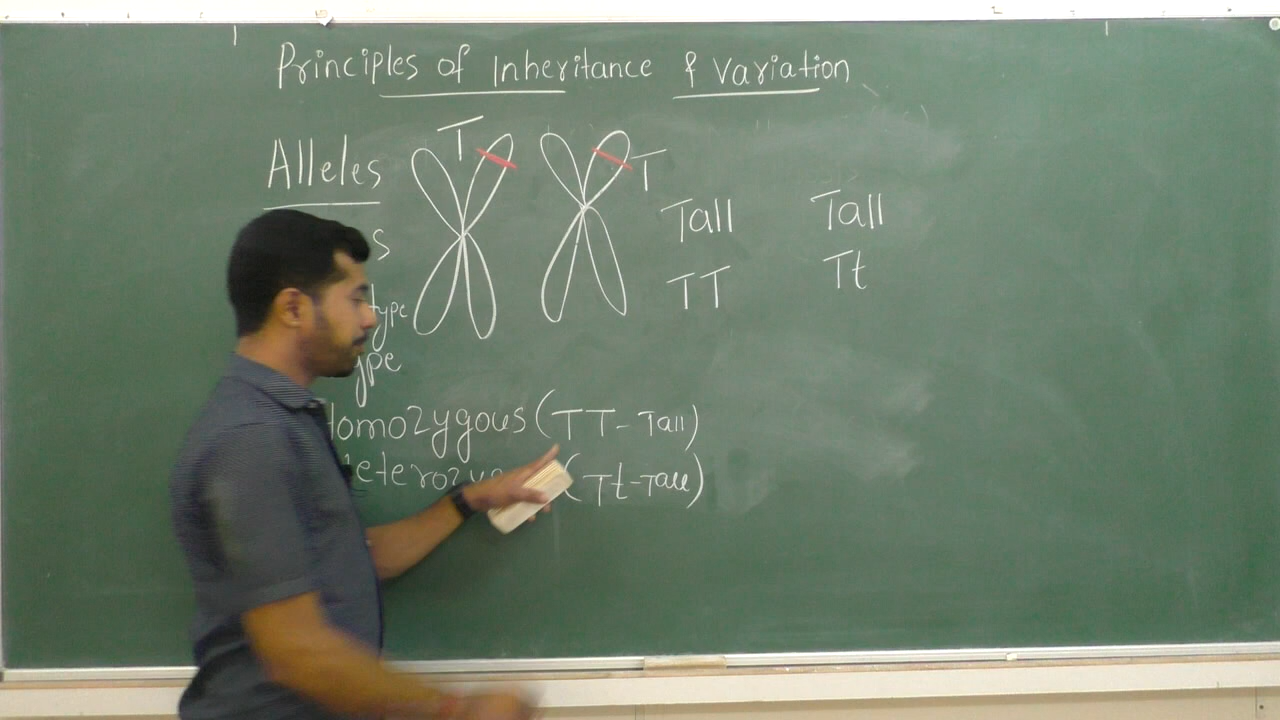 Principles of Inheritance & Variation
Alleles
T
T
Tall Tall
TT Tt
Homozygous (TT - Tall)
(Tt - Tall)